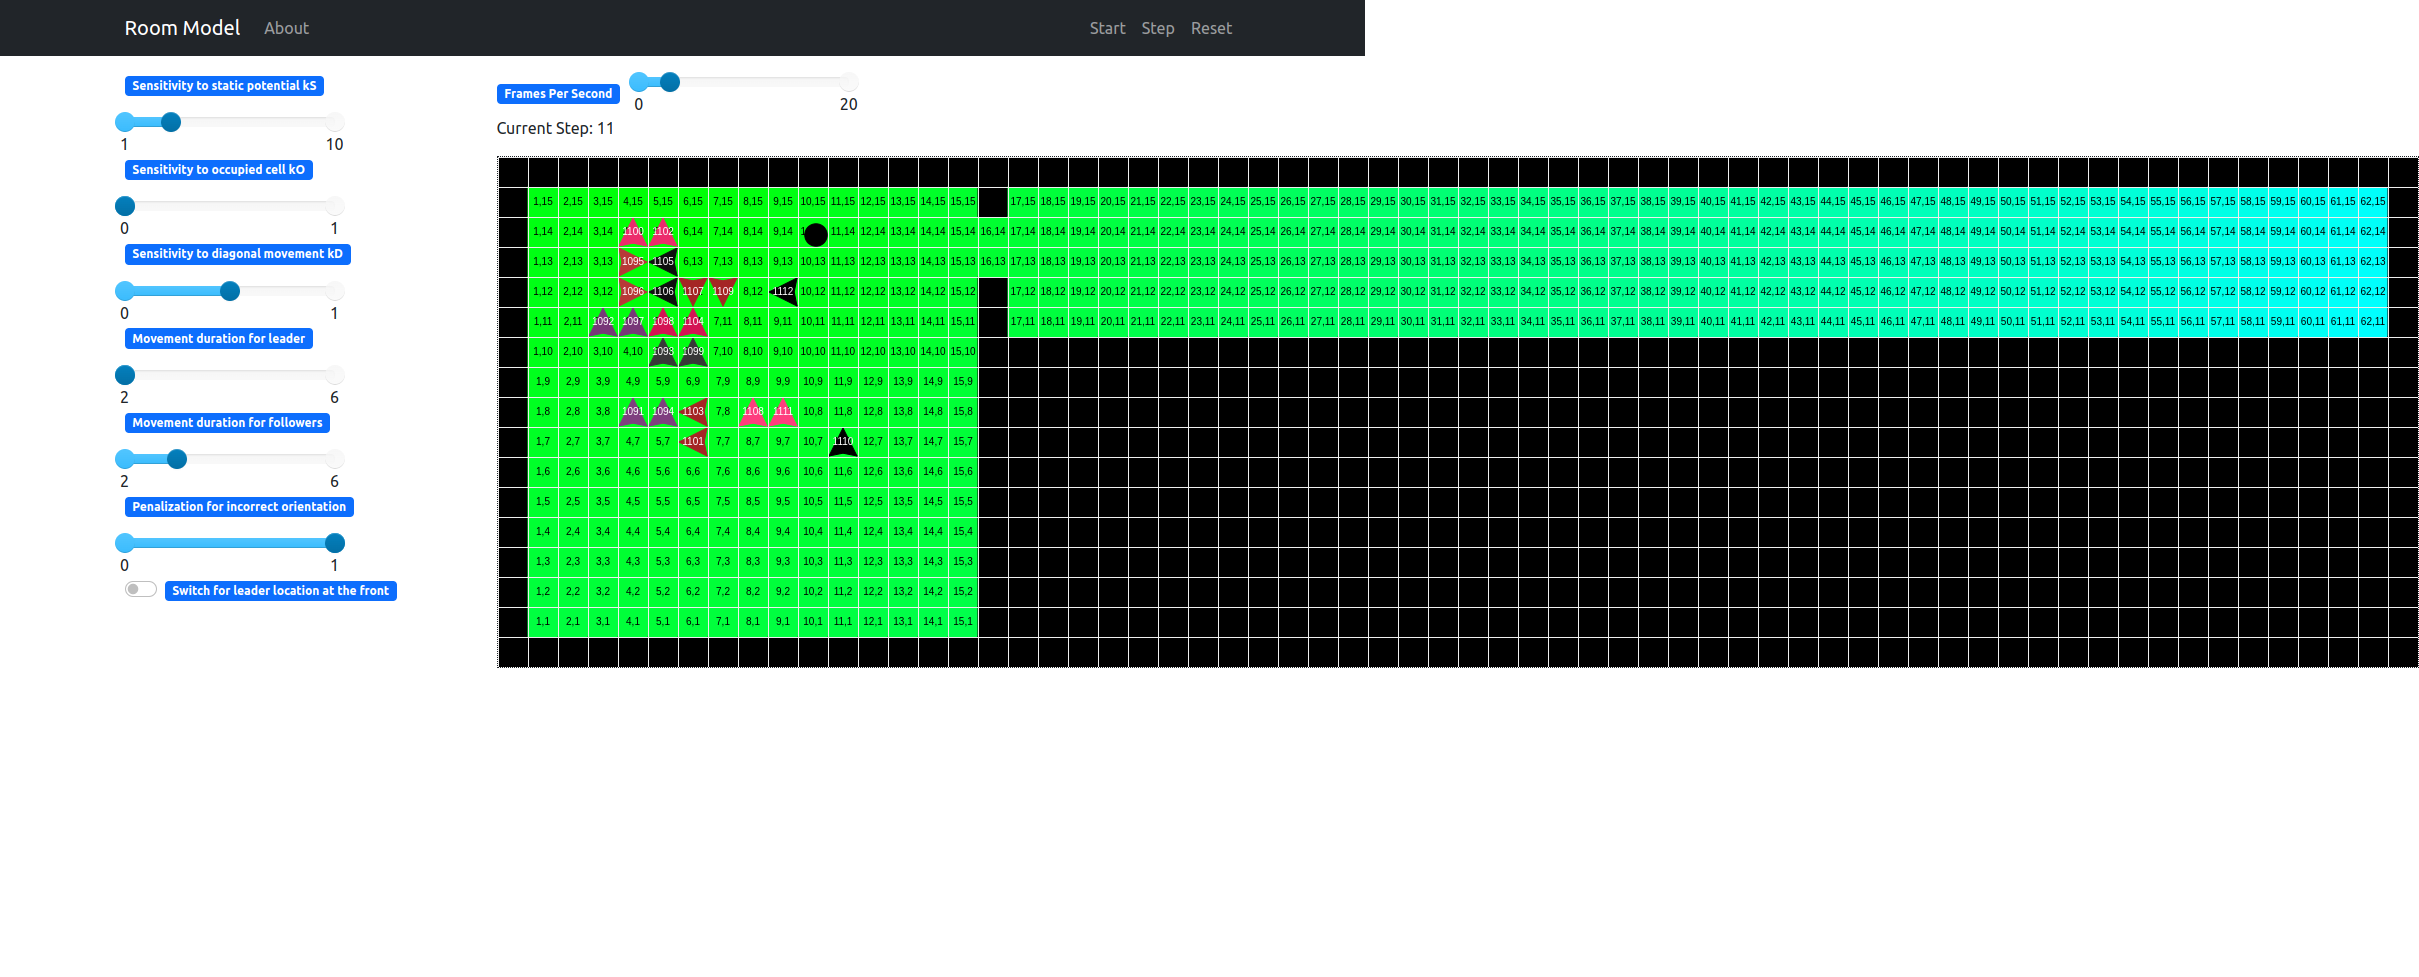 Room Model About Start Step Reset
Sensitivity to static potential kS
1 10
Sensitivity to occupied cell kO
0 1
Sensitivity to diagonal movement kD
0 1
Movement duration for leader
2 6
Movement duration for followers
2 6
Penalization for incorrect orientation
0 1
Switch for leader location at the front
Frames Per Second
0 20
Current Step: 11
1,15 2,15 3,15 4,15 5,15 6,15 7,15 8,15 9,15 10,15 11,15 12,15 13,15 14,15 15,15 17,15 18,15 19,15 20,15 21,15 22,15 23,15 24,15 25,15 26,15 27,15 28,15 29,15 30,15 31,15 32,15 33,15 34,15 35,15 36,15 37,15 38,15 39,15 40,15 41,15 42,15 43,15 44,15 45,15 46,15 47,15 48,15 49,15 50,15 51,15 52,15 53,15 54,15 55,15 56,15 57,15 58,15 59,15 60,15 61,15 62,15
1,14 2,14 3,14 1100 1102 6,14 7,14 8,14 9,14 11,14 12,14 13,14 14,14 15,14 16,14 17,14 18,14 19,14 20,14 21,14 22,14 23,14 24,14 25,14 26,14 27,14 28,14 29,14 30,14 31,14 32,14 33,14 34,14 35,14 36,14 37,14 38,14 39,14 40,14 41,14 42,14 43,14 44,14 45,14 46,14 47,14 48,14 49,14 50,14 51,14 52,14 53,14 54,14 55,14 56,14 57,14 58,14 59,14 60,14 61,14 62,14
1,13 2,13 3,13 1095 1105 6,13 7,13 8,13 9,13 10,13 11,13 12,13 13,13 14,13 15,13 16,13 17,13 18,13 19,13 20,13 21,13 22,13 23,13 24,13 25,13 26,13 27,13 28,13 29,13 30,13 31,13 32,13 33,13 34,13 35,13 36,13 37,13 38,13 39,13 40,13 41,13 42,13 43,13 44,13 45,13 46,13 47,13 48,13 49,13 50,13 51,13 52,13 53,13 54,13 55,13 56,13 57,13 58,13 59,13 60,13 61,13 62,13
1,12 2,12 3,12 1096 1106 1107 1109 8,12 1112 10,12 11,12 12,12 13,12 14,12 15,12 17,12 18,12 19,12 20,12 21,12 22,12 23,12 24,12 25,12 26,12 27,12 28,12 29,12 30,12 31,12 32,12 33,12 34,12 35,12 36,12 37,12 38,12 39,12 40,12 41,12 42,12 43,12 44,12 45,12 46,12 47,12 48,12 49,12 50,12 51,12 52,12 53,12 54,12 55,12 56,12 57,12 58,12 59,12 60,12 61,12 62,12
1,11 2,11 1092 1097 1098 1104 7,11 8,11 9,11 10,11 11,11 12,11 13,11 14,11 15,11 17,11 18,11 19,11 20,11 21,11 22,11 23,11 24,11 25,11 26,11 27,11 28,11 29,11 30,11 31,11 32,11 33,11 34,11 35,11 36,11 37,11 38,11 39,11 40,11 41,11 42,11 43,11 44,11 45,11 46,11 47,11 48,11 49,11 50,11 51,11 52,11 53,11 54,11 55,11 56,11 57,11 58,11 59,11 60,11 61,11 62,11
1,10 2,10 3,10 4,10 1093 1099 7,10 8,10 9,10 10,10 11,10 12,10 13,10 14,10 15,10
1,9 2,9 3,9 4,9 5,9 6,9 7,9 8,9 9,9 10,9 11,9 12,9 13,9 14,9 15,9
1,8 2,8 3,8 1091 1094 1103 7,8 1108 1111 10,8 11,8 12,8 13,8 14,8 15,8
1,7 2,7 3,7 4,7 5,7 1101 7,7 8,7 9,7 10,7 1110 12,7 13,7 14,7 15,7
1,6 2,6 3,6 4,6 5,6 6,6 7,6 8,6 9,6 10,6 11,6 12,6 13,6 14,6 15,6
1,5 2,5 3,5 4,5 5,5 6,5 7,5 8,5 9,5 10,5 11,5 12,5 13,5 14,5 15,5
1,4 2,4 3,4 4,4 5,4 6,4 7,4 8,4 9,4 10,4 11,4 12,4 13,4 14,4 15,4
1,3 2,3 3,3 4,3 5,3 6,3 7,3 8,3 9,3 10,3 11,3 12,3 13,3 14,3 15,3
1,2 2,2 3,2 4,2 5,2 6,2 7,2 8,2 9,2 10,2 11,2 12,2 13,2 14,2 15,2
1,1 2,1 3,1 4,1 5,1 6,1 7,1 8,1 9,1 10,1 11,1 12,1 13,1 14,1 15,1